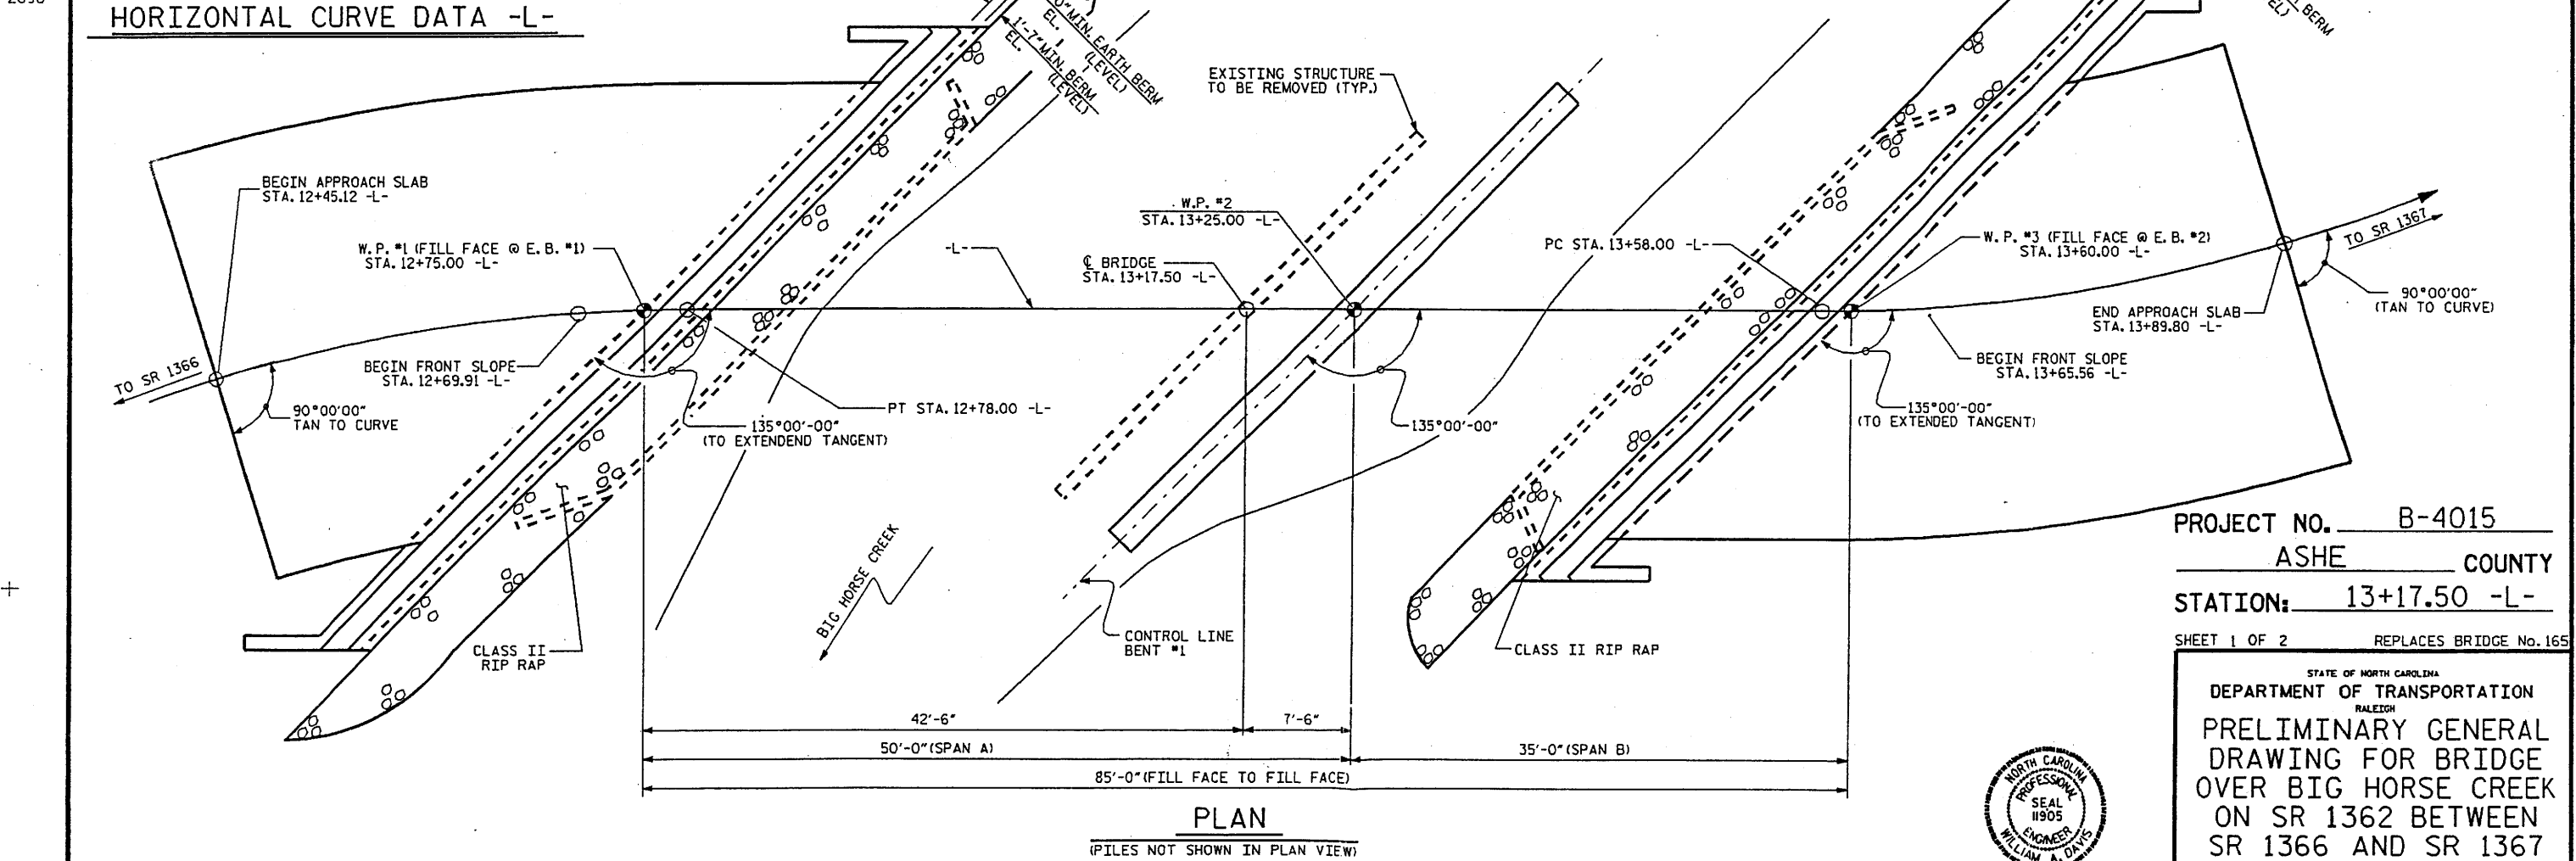 HORIZONTAL CURVE DATA -L-
MIN. EARTH BERM
EL. (LEVEL)
1'-7" MIN. BERM
EL. (LEVEL)
BERM
EXISTING STRUCTURE
TO BE REMOVED (TYP.)
BEGIN APPROACH SLAB
STA. 12+45.12 -L-
W.P. #1 (FILL FACE @ E.B. #1)
STA. 12+75.00 -L-
-L-
W.P. #2
STA. 13+25.00 -L-
℄ BRIDGE
STA. 13+17.50 -L-
PC STA. 13+58.00 -L-
W.P. #3 (FILL FACE @ E.B. #2)
STA. 13+60.00 -L-
TO SR 1367
90°00'00"
(TAN TO CURVE)
END APPROACH SLAB
STA. 13+89.80 -L-
TO SR 1366
BEGIN FRONT SLOPE
STA. 12+69.91 -L-
90°00'00"
TAN TO CURVE
PT STA. 12+78.00 -L-
135°00'-00"
(TO EXTENDEND TANGENT)
135°00'-00"
BEGIN FRONT SLOPE
STA. 13+65.56 -L-
135°00'-00"
(TO EXTENDED TANGENT)
BIG HORSE CREEK
CLASS II
RIP RAP
CONTROL LINE
BENT #1
CLASS II RIP RAP
42'-6"
7'-6"
50'-0" (SPAN A)
35'-0" (SPAN B)
85'-0" (FILL FACE TO FILL FACE)
PLAN
(PILES NOT SHOWN IN PLAN VIEW)
PROJECT NO. B-4015
ASHE COUNTY
STATION: 13+17.50 -L-
SHEET 1 OF 2 REPLACES BRIDGE No. 165
STATE OF NORTH CAROLINA
DEPARTMENT OF TRANSPORTATION
RALEIGH
PRELIMINARY GENERAL
DRAWING FOR BRIDGE
OVER BIG HORSE CREEK
ON SR 1362 BETWEEN
SR 1366 AND SR 1367
NORTH CAROLINA
PROFESSIONAL
SEAL
11905
ENGINEER
WILLIAM A. DAVIS